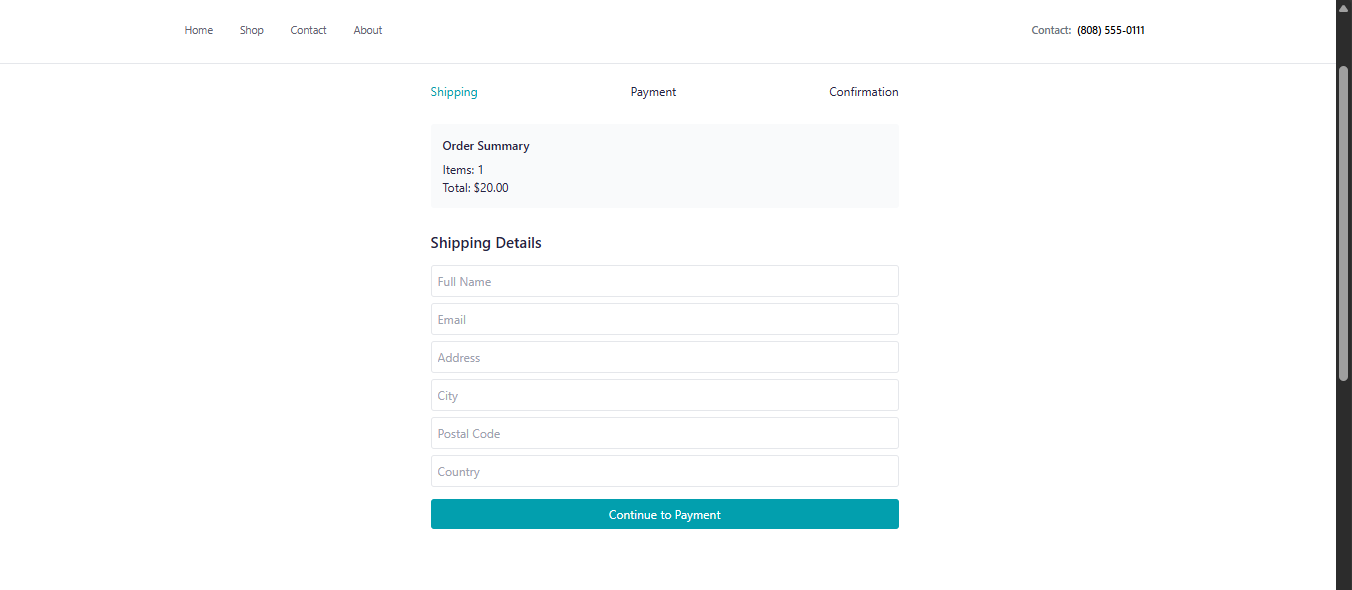 Home Shop Contact About Contact: (808) 555-0111
Shipping Payment Confirmation
Order Summary
Items: 1
Total: $20.00
Shipping Details
Full Name
Email
Address
City
Postal Code
Country
Continue to Payment